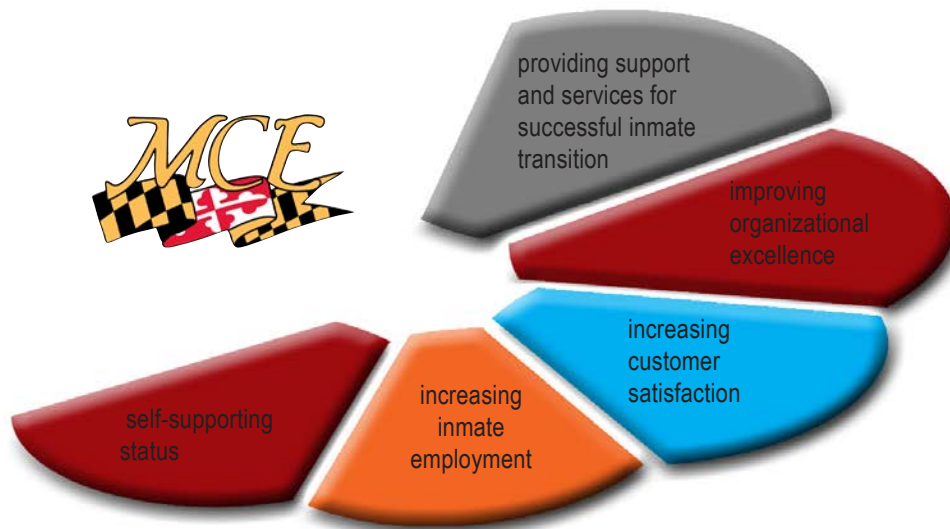 MCE
providing support
and services for
successful inmate
transition
improving
organizational
excellence
increasing
customer
satisfaction
increasing
inmate
employment
self-supporting
status